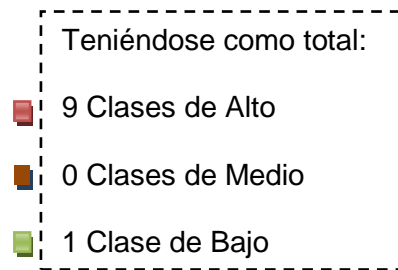 Teniéndose como total:
9 Clases de Alto
0 Clases de Medio
1 Clase de Bajo